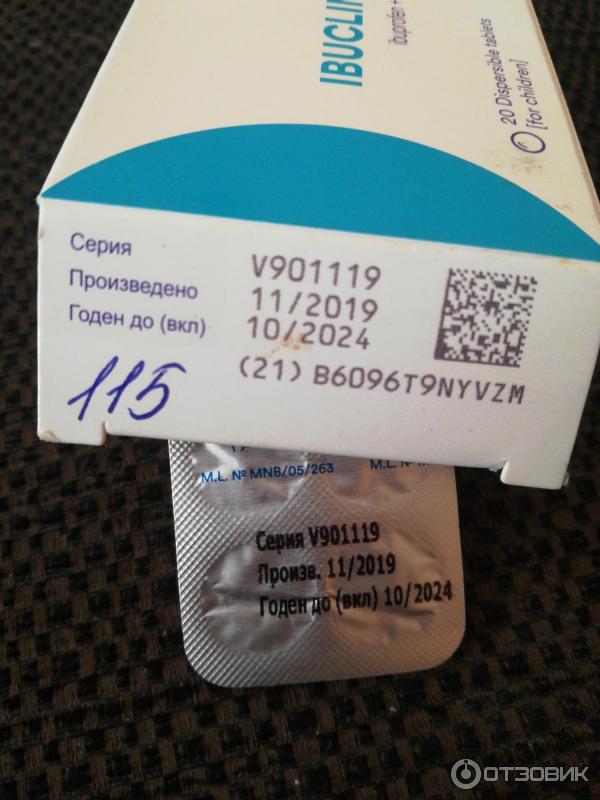 IBUCLIN
ibuprofen +
20 Dispersible tablets
[for children]
Серия V901119
Произведено 11/2019
Годен до (вкл) 10/2024
(21) B6096T9NYVZM
115
M.L. № MNB/05/263 M.L. №
Серия V901119
Произв. 11/2019
Годен до (вкл) 10/2024
ОТЗОВИК